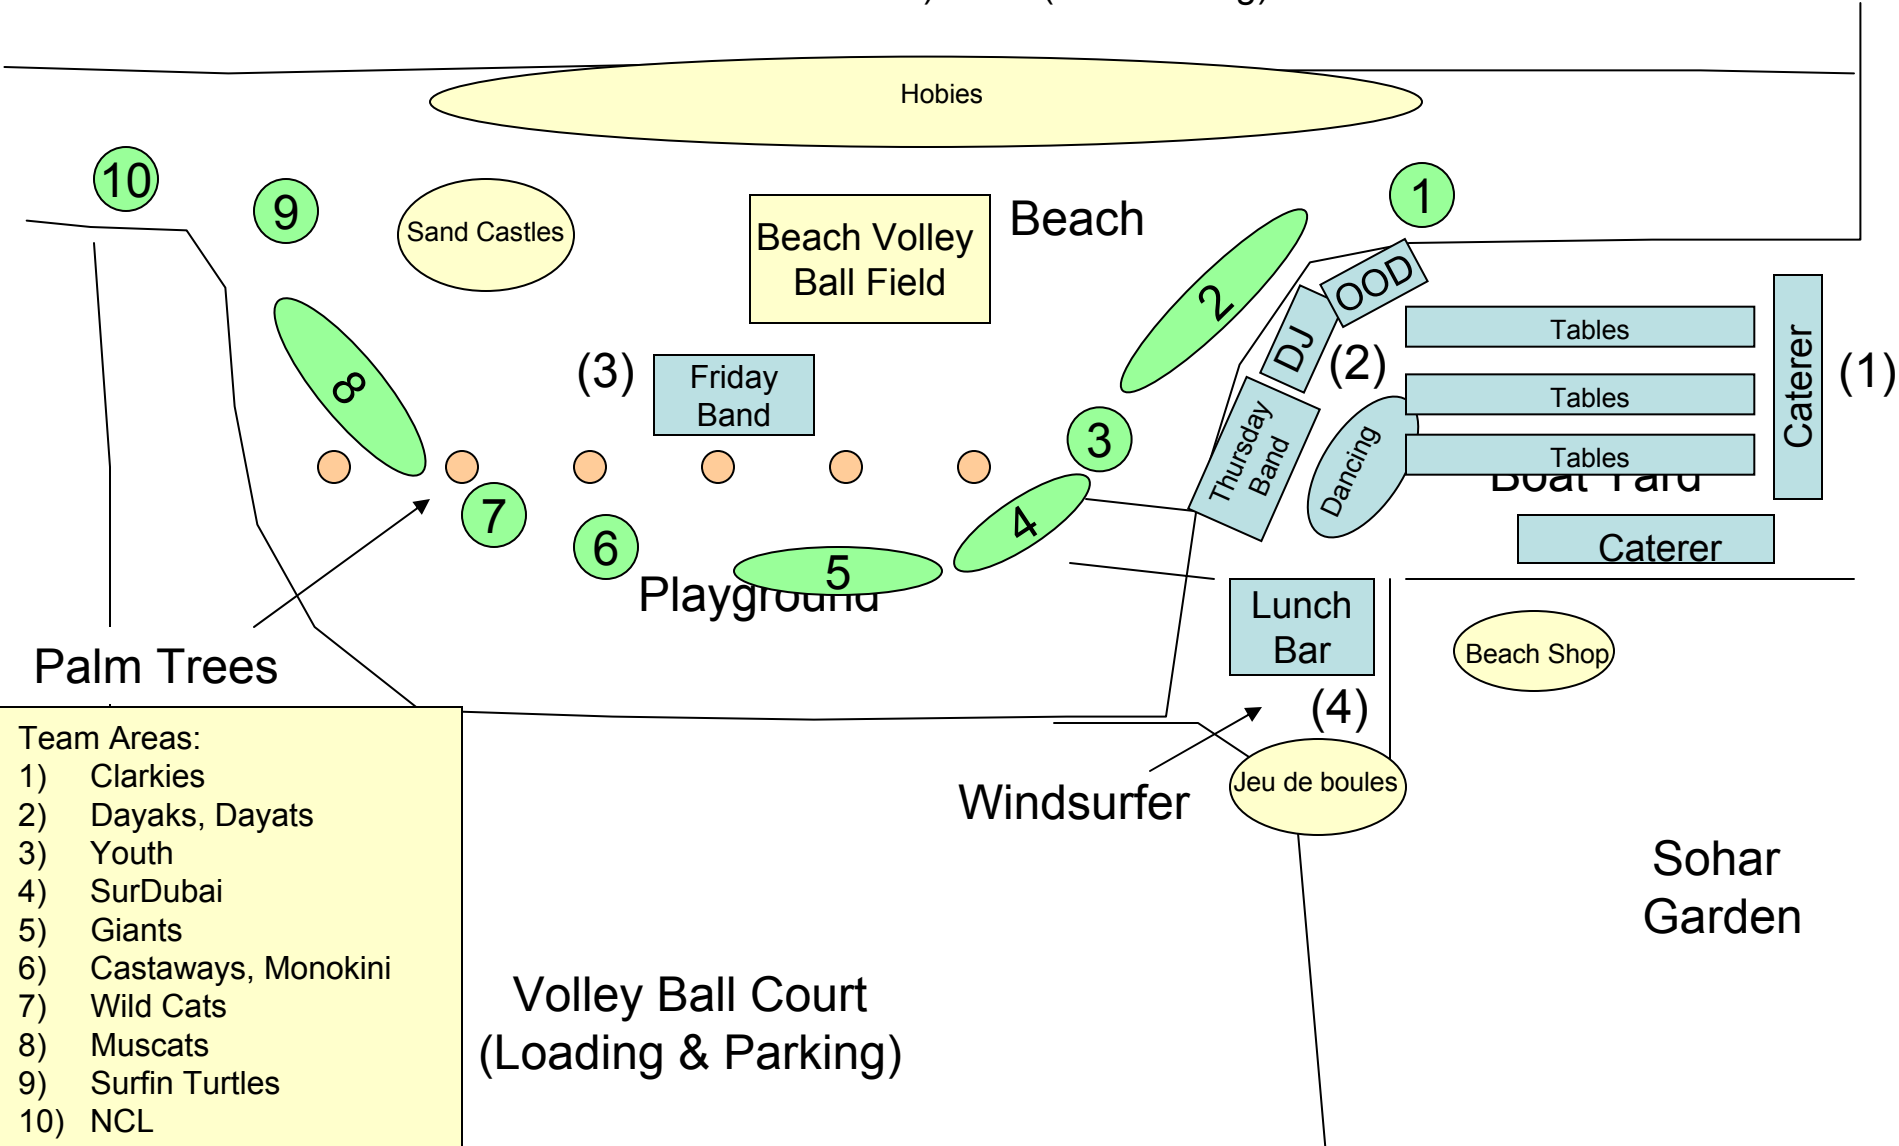 Hobies
10
9
1
Sand Castles
Beach Volley
Ball Field
Beach
2
OOD
DJ
(2)
Tables
Tables
Tables
Caterer
(1)
8
(3)
Friday
Band
3
Thursday
Band
Dancing
Boat Yard
7
6
4
5
Caterer
Playground
Lunch
Bar
Beach Shop
Palm Trees
(4)
Windsurfer
Jeu de boules
Team Areas:
1) Clarkies
2) Dayaks, Dayats
3) Youth
4) SurDubai
5) Giants
6) Castaways, Monokini
7) Wild Cats
8) Muscats
9) Surfin Turtles
10) NCL
Sohar
Garden
Volley Ball Court
(Loading & Parking)